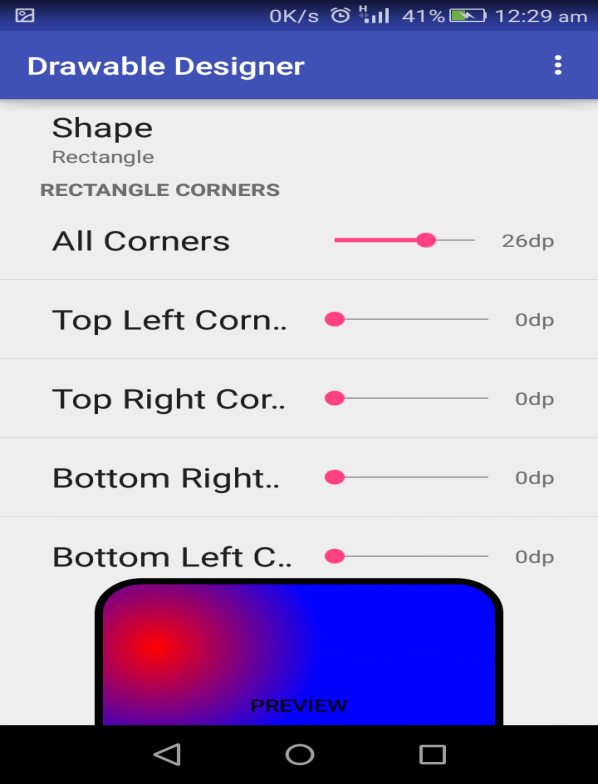 0K/s H 41% 12:29 am
Drawable Designer
Shape
Rectangle
RECTANGLE CORNERS
All Corners 26dp
Top Left Corn.. 0dp
Top Right Cor.. 0dp
Bottom Right.. 0dp
Bottom Left C.. 0dp
PREVIEW